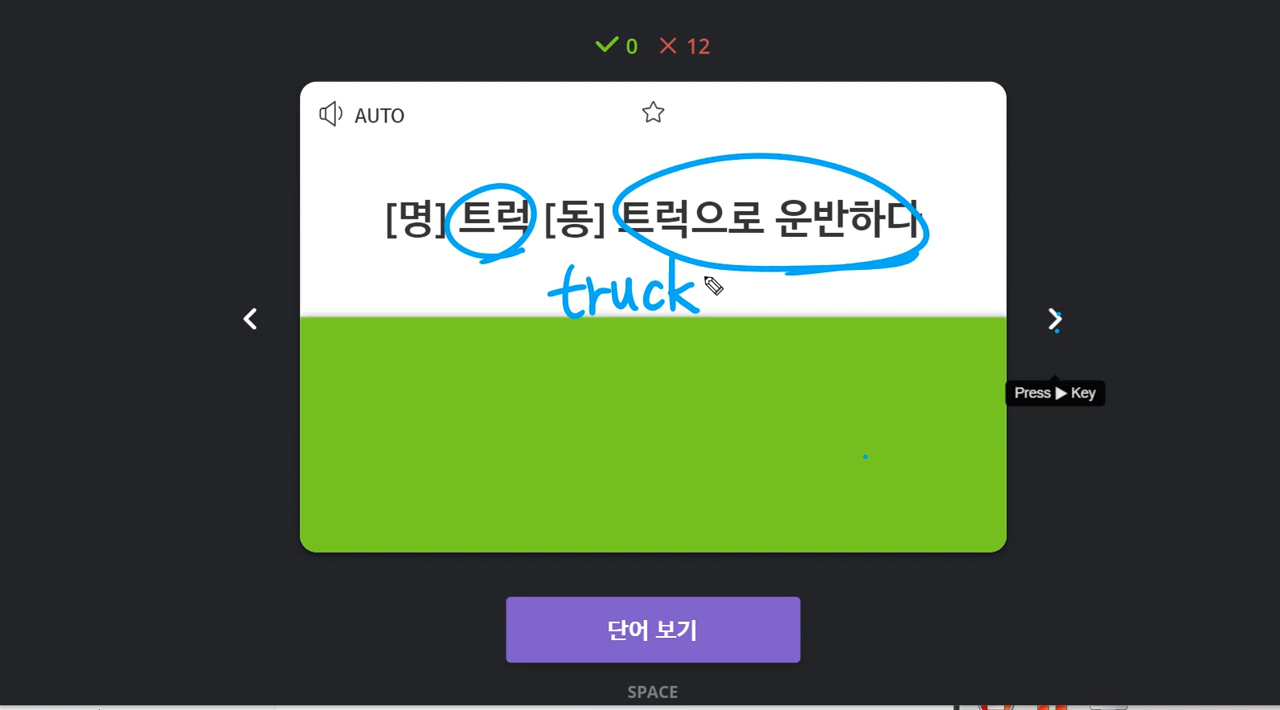 0 12
AUTO
[명] 트럭 [동] 트럭으로 운반하다
truck
Press ▶ Key
단어 보기
SPACE